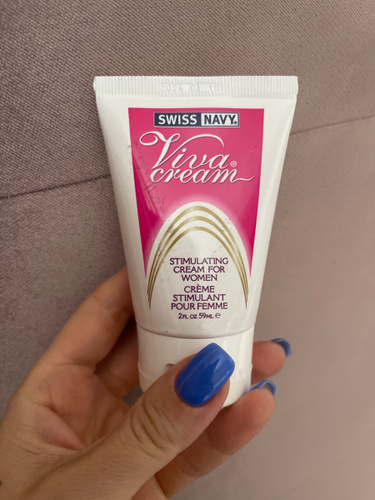 SWISS NAVY®
Viva
cream®
STIMULATING
CREAM FOR
WOMEN
CRÈME
STIMULANT
POUR FEMME
2FL OZ 59ML ℮